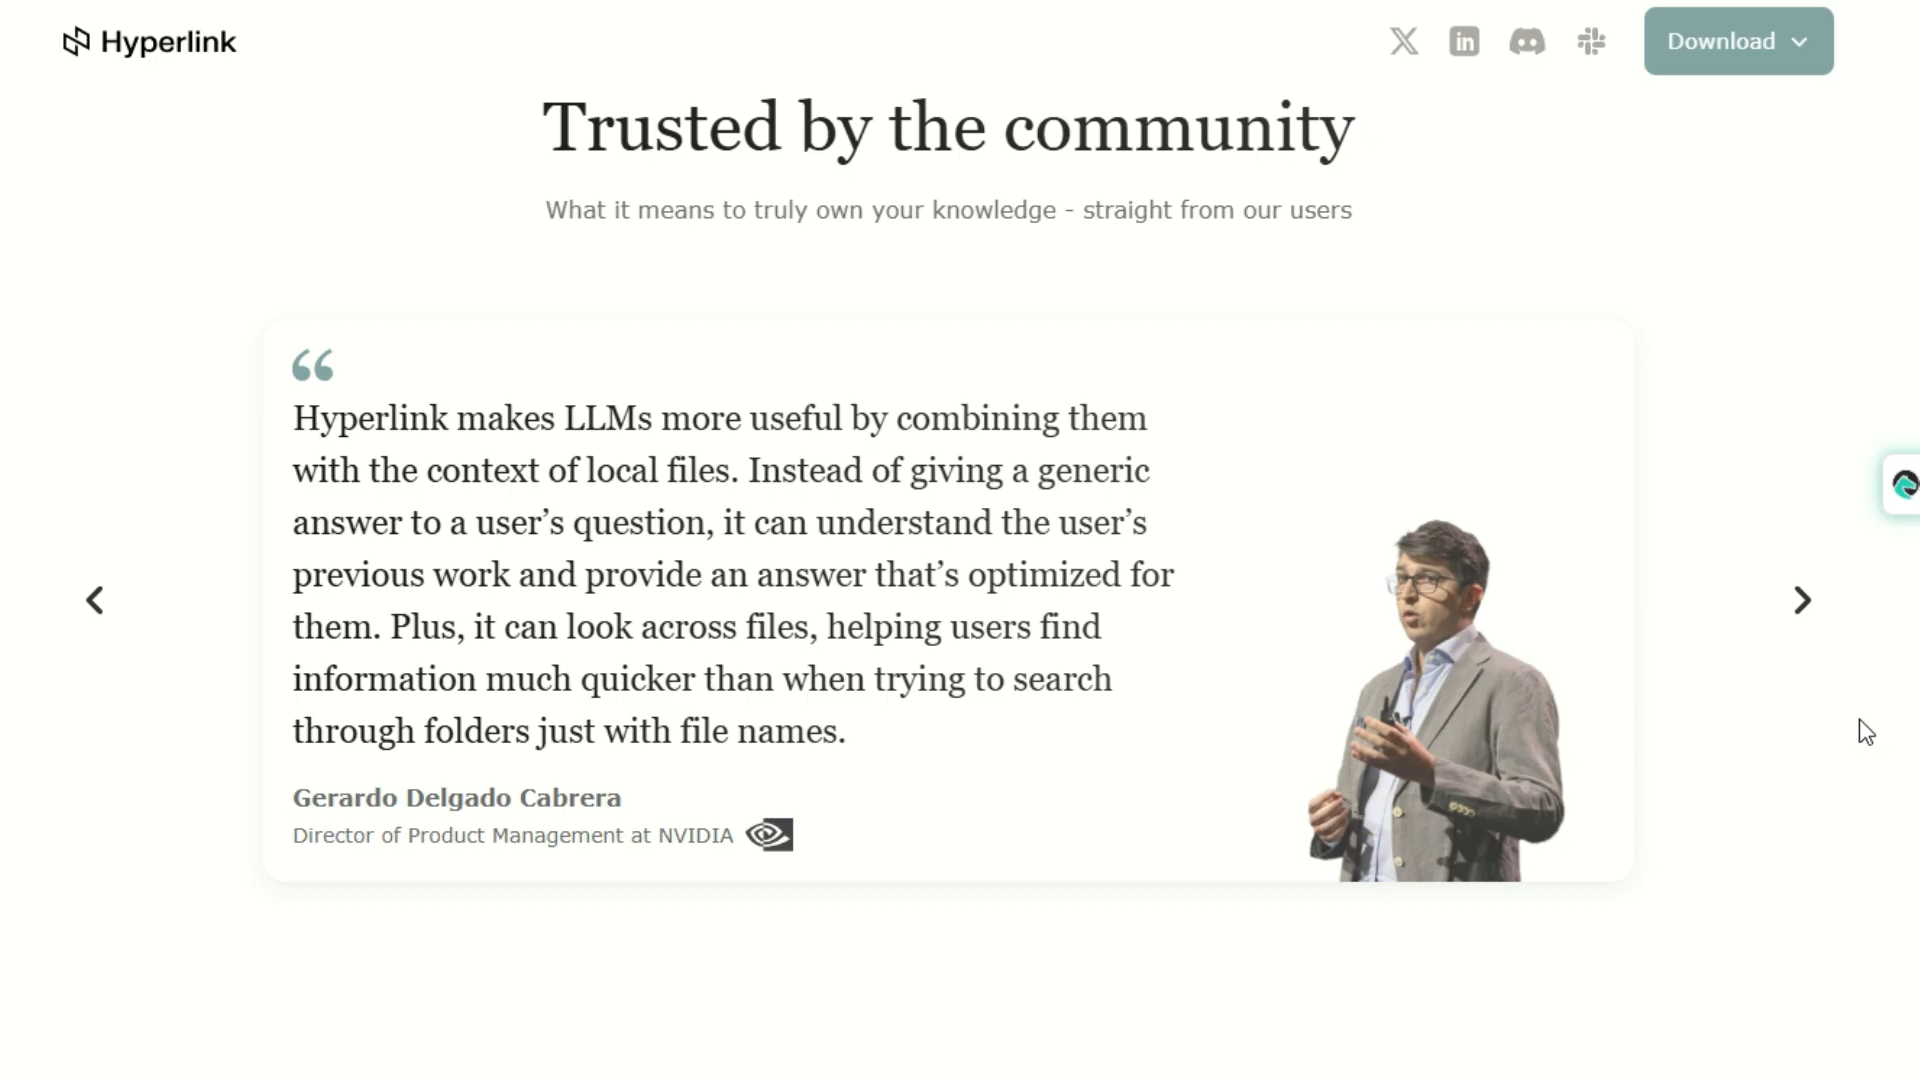 Hyperlink
Download
Trusted by the community
What it means to truly own your knowledge - straight from our users
“
Hyperlink makes LLMs more useful by combining them
with the context of local files. Instead of giving a generic
answer to a user’s question, it can understand the user’s
previous work and provide an answer that’s optimized for
them. Plus, it can look across files, helping users find
information much quicker than when trying to search
through folders just with file names.
Gerardo Delgado Cabrera
Director of Product Management at NVIDIA